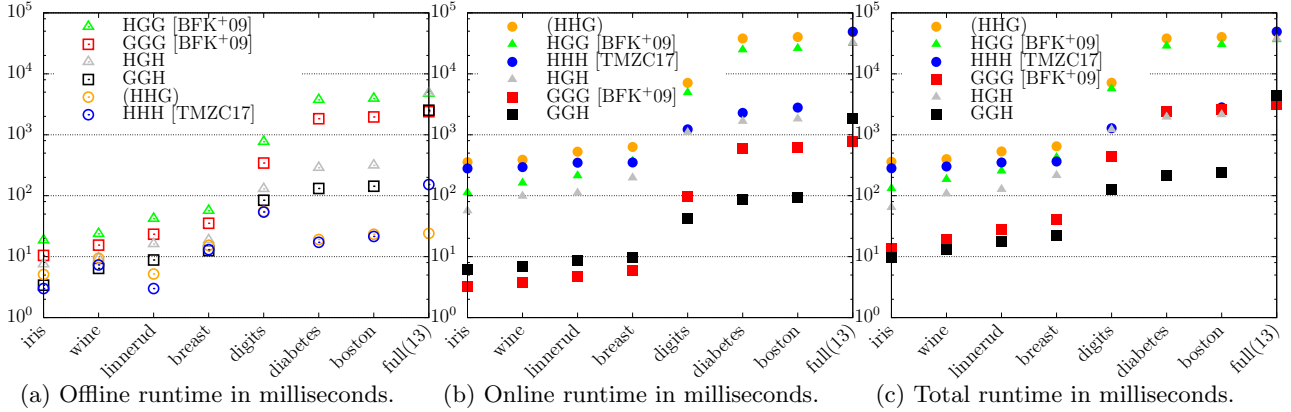 10^5
10^4
10^3
10^2
10^1
10^0
HGG [BFK^+09]
GGG [BFK^+09]
HGH
GGH
(HHG)
HHH [TMZC17]
iris
wine
linnerud
breast
digits
diabetes
boston
full(13)
(a) Offline runtime in milliseconds.
10^5
10^4
10^3
10^2
10^1
10^0
(HHG)
HGG [BFK^+09]
HHH [TMZC17]
HGH
GGG [BFK^+09]
GGH
iris
wine
linnerud
breast
digits
diabetes
boston
full(13)
(b) Online runtime in milliseconds.
10^5
10^4
10^3
10^2
10^1
10^0
(HHG)
HGG [BFK^+09]
HHH [TMZC17]
GGG [BFK^+09]
HGH
GGH
iris
wine
linnerud
breast
digits
diabetes
boston
full(13)
(c) Total runtime in milliseconds.